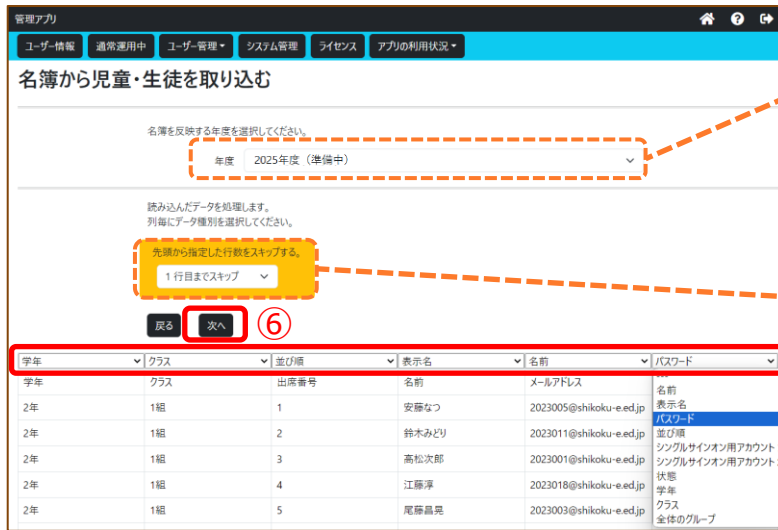 管理アプリ
ユーザー情報 通常運用中 ユーザー管理 システム管理 ライセンス アプリの利用状況
名簿から児童・生徒を取り込む
名簿を反映する年度を選択してください。
年度 2025年度（準備中）
読み込んだデータを処理します。
列毎にデータ種別を選択してください。
先頭から指定した行数をスキップする。
1 行目までスキップ
戻る 次へ ⑥
学年 クラス 並び順 表示名 名前 パスワード
学年 クラス 出席番号 名前 メールアドレス
2年 1組 1 安藤なつ 2023005@shikoku-e.ed.jp
2年 1組 2 鈴木みどり 2023011@shikoku-e.ed.jp
2年 1組 3 高松次郎 2023001@shikoku-e.ed.jp
2年 1組 4 江藤淳 2023018@shikoku-e.ed.jp
2年 1組 5 尾藤昌晃 2023003@shikoku-e.ed.jp
名前
表示名
パスワード
並び順
シングルサインオン用アカウント
シングルサインオン用アカウント
状態
学年
クラス
全体のグループ